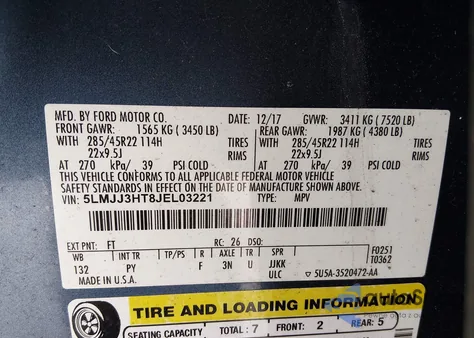 MFD. BY FORD MOTOR CO. DATE: 12/17 GVWR: 3411 KG ( 7520 LB)
FRONT GAWR: 1565 KG ( 3450 LB) REAR GAWR: 1987 KG ( 4380 LB)
WITH 285/45R22 114H TIRES WITH 285/45R22 114H TIRES
22x9.5J RIMS 22x9.5J RIMS
AT 270 kPa/ 39 PSI COLD AT 270 kPa/ 39 PSI COLD
THIS VEHICLE CONFORMS TO ALL APPLICABLE FEDERAL MOTOR VEHICLE
SAFETY STANDARDS IN EFFECT ON THE DATE OF MANUFACTURE SHOWN ABOVE.
VIN: 5LMJJ3HT8JEL03221 TYPE: MPV
EXT PNT: FT RC: 26 DSO: F0251
WB INT TR TP/PS R AXLE TR SPR T0362
132 PY F 3N U JJKK
MADE IN U.S.A. ULC ▽ 5U5A-3520472-AA
TIRE AND LOADING INFORMATION
SEATING CAPACITY TOTAL : 7 FRONT: 2 REAR: 5